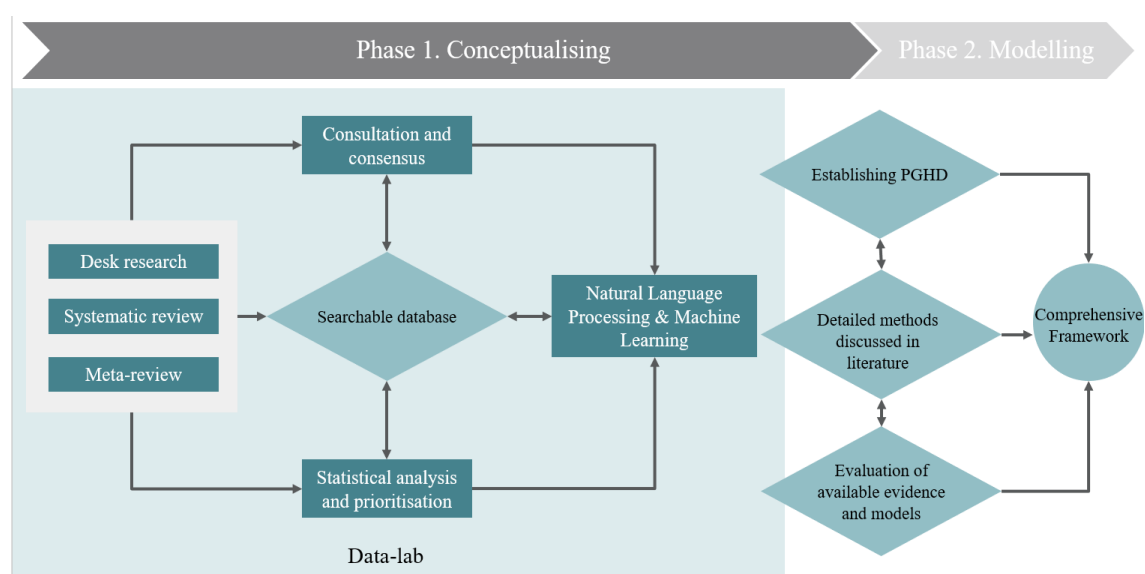 Phase 1. Conceptualising
Phase 2. Modelling
Consultation and
consensus
Desk research
Systematic review
Meta-review
Searchable database
Natural Language
Processing & Machine
Learning
Statistical analysis
and prioritisation
Data-lab
Establishing PGHD
Detailed methods
discussed in
literature
Evaluation of
available evidence
and models
Comprehensive
Framework